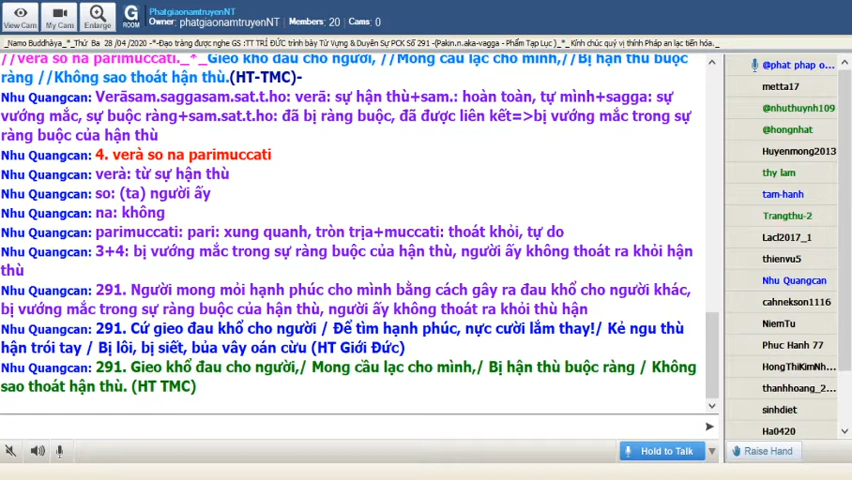 View Cam
My Cam
Enlarge
G
ROOM
PhatgiaonamtruyenNT
Owner: phatgiaonamtruyenNT Members: 20 Cams: 0
_Namo Buddhàya_*_Thứ Ba 28 /04 /2020 -*-Đạo tràng được nghe GS :TT TRÍ ĐỨC trình bày Từ Vựng & Duyên Sự PCK Số 291 -(Pakin.n.aka-vagga - Phẩm Tạp Lục )_*_Kính chúc quý vị thính Pháp an lạc tiến hóa._
//Verà so na parimuccati._*_Gieo khổ đau cho người, //Mong cầu lạc cho mình,//Bị hận thù buộc
ràng //Không sao thoát hận thù.(HT-TMC)-
Nhu Quangcan: Verāsam.saggasam.sat.t.ho: verā: sự hận thù+sam.: hoàn toàn, tự mình+sagga: sự
vướng mắc, sự buộc ràng+sam.sat.t.ho: đã bị ràng buộc, đã được liên kết=>bị vướng mắc trong sự
ràng buộc của hận thù
Nhu Quangcan: 4. verà so na parimuccati
Nhu Quangcan: verà: từ sự hận thù
Nhu Quangcan: so: (ta) người ấy
Nhu Quangcan: na: không
Nhu Quangcan: parimuccati: pari: xung quanh, tròn trịa+muccati: thoát khỏi, tự do
Nhu Quangcan: 3+4: bị vướng mắc trong sự ràng buộc của hận thù, người ấy không thoát ra khỏi hận
thù
Nhu Quangcan: 291. Người mong mỏi hạnh phúc cho mình bằng cách gây ra đau khổ cho người khác,
bị vướng mắc trong sự ràng buộc của hận thù, người ấy không thoát ra khỏi thù hận
Nhu Quangcan: 291. Cứ gieo đau khổ cho người / Để tìm hạnh phúc, nực cười lắm thay!/ Kẻ ngu thù
hận trói tay / Bị lôi, bị siết, bủa vây oán cừu (HT Giới Đức)
Nhu Quangcan: 291. Gieo khổ đau cho người,/ Mong cầu lạc cho mình,/ Bị hận thù buộc ràng / Không
sao thoát hận thù. (HT TMC)
@phat phap o...
metta17
@nhuthuynh109
@hongnhat
Huyenmong2013
thy lam
tam-hanh
Trangthu-2
Lacl2017_1
thienvu5
Nhu Quangcan
cahnekson1116
NiemTu
Phuc Hanh 77
HongThiKimNh...
thanhhoang_2...
sinhdiet
Ha0420
Hold to Talk
Raise Hand